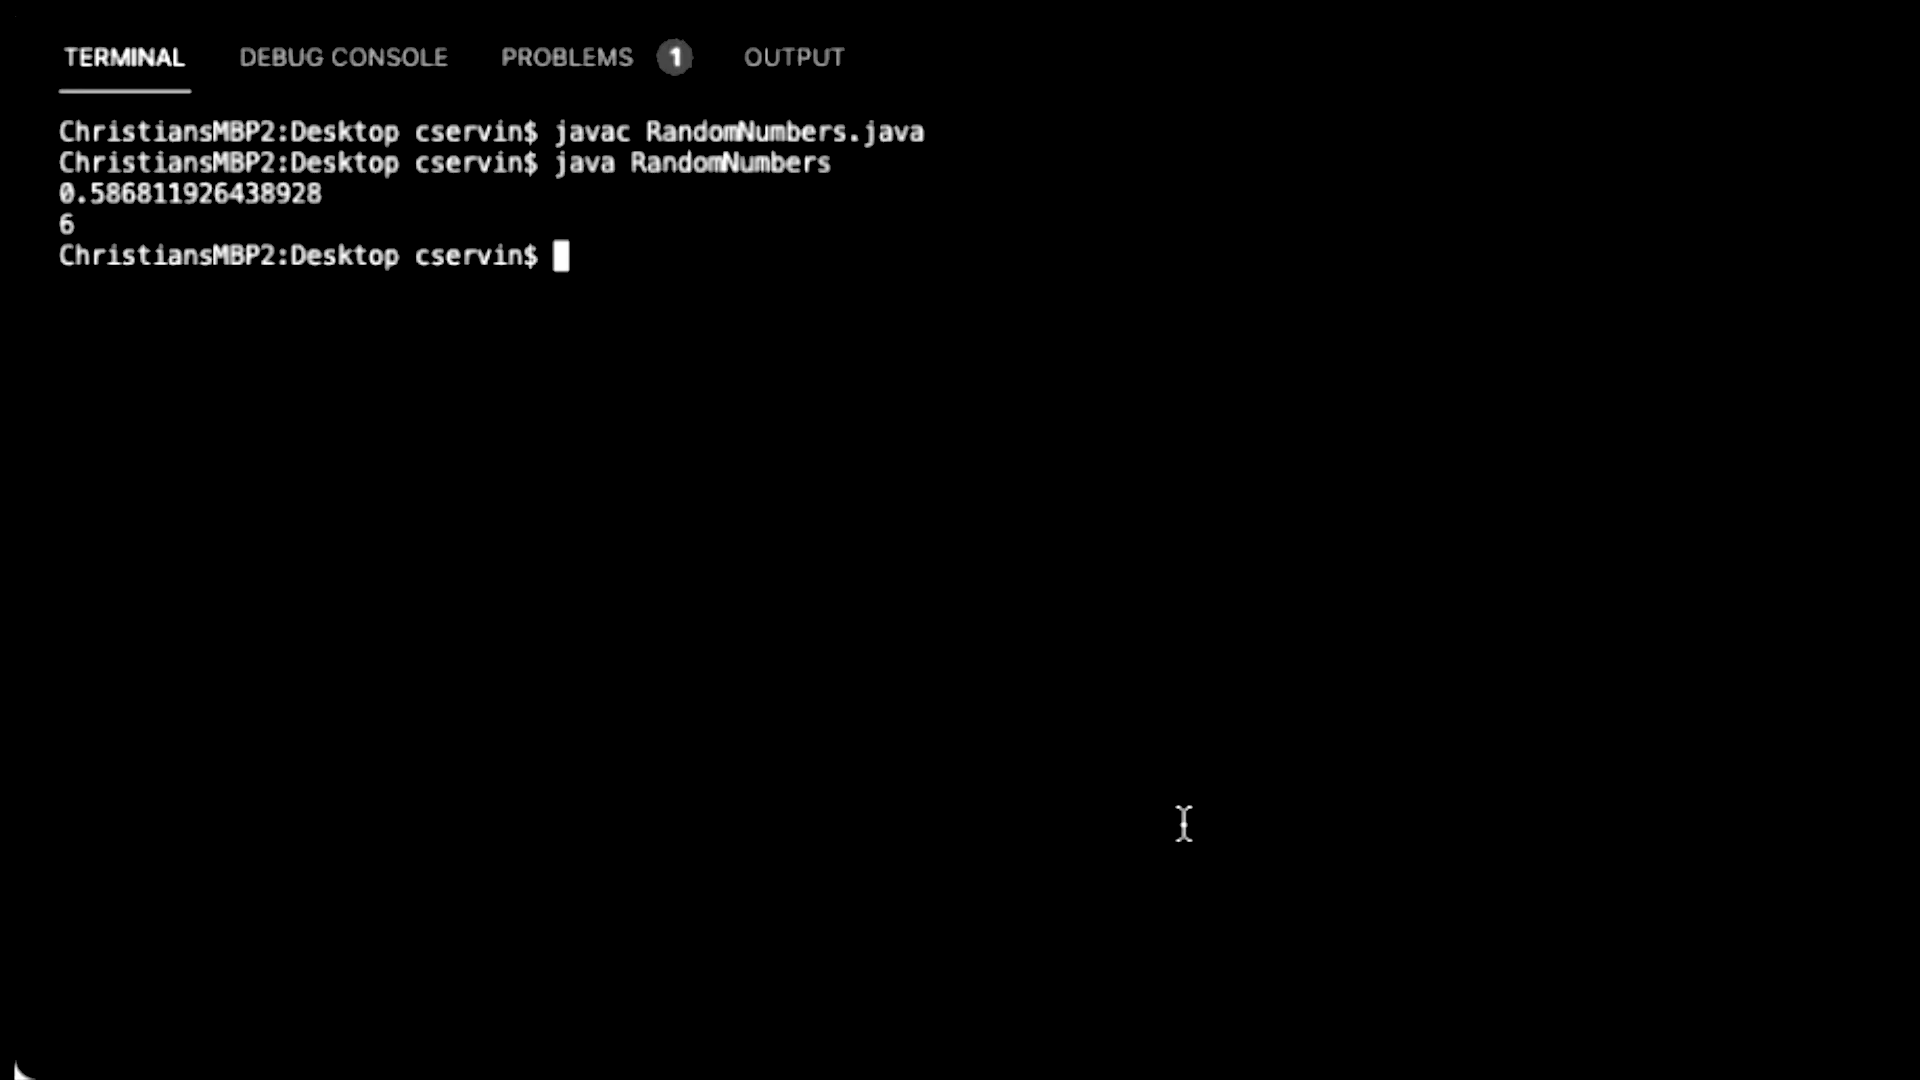 TERMINAL DEBUG CONSOLE PROBLEMS 1 OUTPUT
ChristiansMBP2:Desktop cservin$ javac RandomNumbers.java
ChristiansMBP2:Desktop cservin$ java RandomNumbers
0.586811926438928
6
ChristiansMBP2:Desktop cservin$